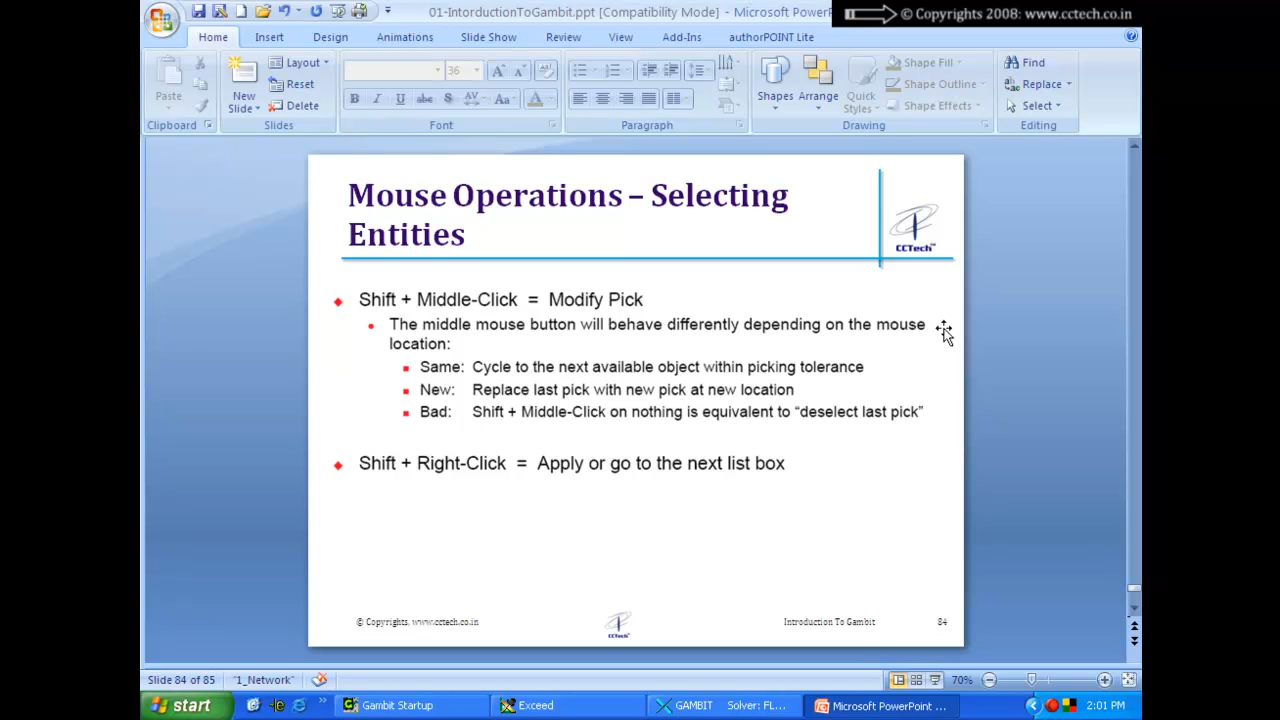 01-IntorductionToGambit.ppt [Compatibility Mode] - Microsoft PowerP
© Copyrights 2008: www.cctech.co.in
Home Insert Design Animations Slide Show Review View Add-Ins authorPOINT Lite
Paste
New Slide
Layout
Reset
Delete
36
B I U abc S AV Aa A
Shapes Arrange Quick Styles
Shape Fill
Shape Outline
Shape Effects
Find
Replace
Select
Clipboard Slides Font Paragraph Drawing Editing
Mouse Operations – Selecting
Entities
CCTech™
Shift + Middle-Click = Modify Pick
The middle mouse button will behave differently depending on the mouse
location:
Same: Cycle to the next available object within picking tolerance
New: Replace last pick with new pick at new location
Bad: Shift + Middle-Click on nothing is equivalent to “deselect last pick”
Shift + Right-Click = Apply or go to the next list box
© Copyrights, www.cctech.co.in
CCTech™
Introduction To Gambit
84
Slide 84 of 85 "1_Network" 70%
start Gambit Startup Exceed GAMBIT Solver: FL... Microsoft PowerPoint ... 2:01 PM